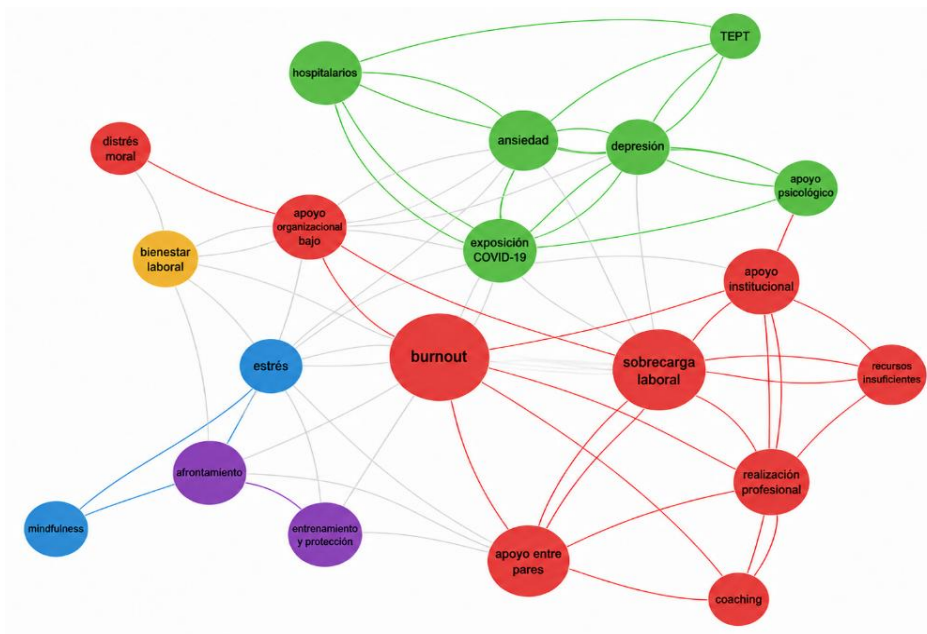 TEPT
hospitalarios
distrés
moral
ansiedad
depresión
apoyo
psicológico
apoyo
organizacional
bajo
exposición
COVID-19
bienestar
laboral
apoyo
institucional
burnout
estrés
sobrecarga
laboral
recursos
insuficientes
afrontamiento
realización
profesional
mindfulness
entrenamiento
y protección
apoyo entre
pares
coaching